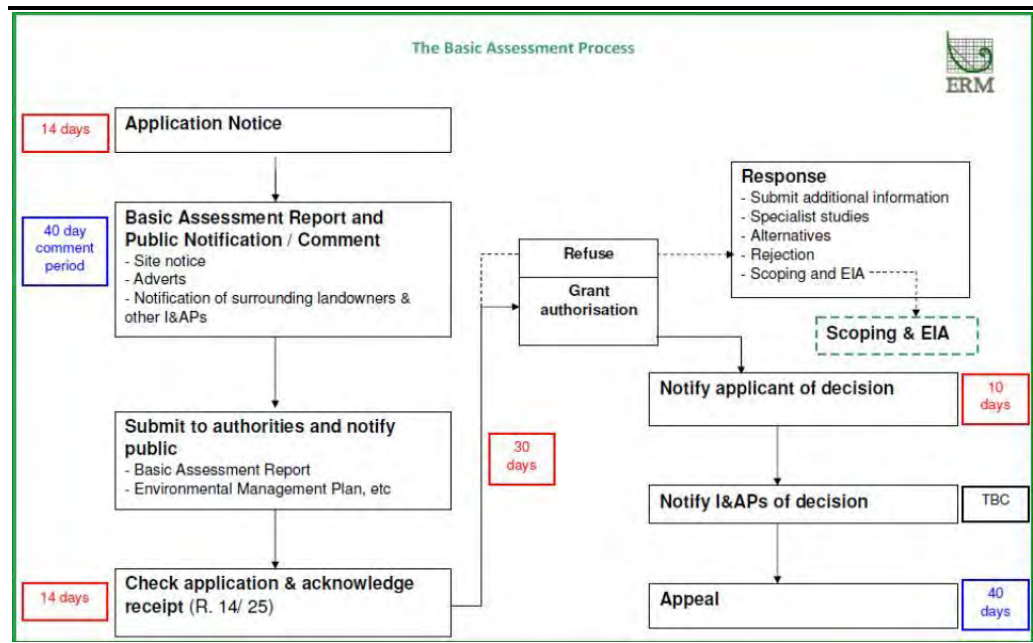 The Basic Assessment Process
ERM
14 days
Application Notice
40 day
comment
period
Basic Assessment Report and
Public Notification / Comment
- Site notice
- Adverts
- Notification of surrounding landowners &
other I&APs
Submit to authorities and notify
public
- Basic Assessment Report
- Environmental Management Plan, etc
14 days
Check application & acknowledge
receipt (R. 14/ 25)
30
days
Refuse
Grant
authorisation
Response
- Submit additional information
- Specialist studies
- Alternatives
- Rejection
- Scoping and EIA
Scoping & EIA
Notify applicant of decision
10
days
Notify I&APs of decision
TBC
Appeal
40
days